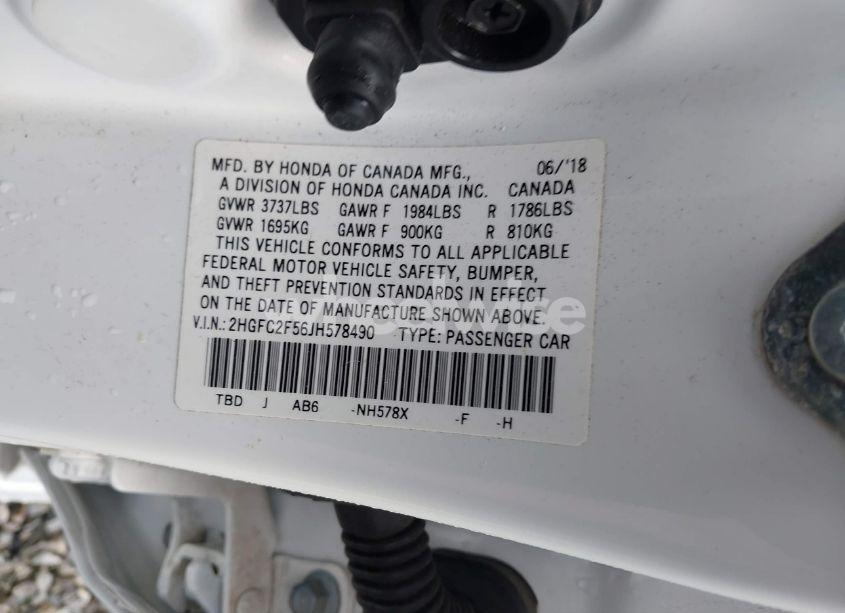 MFD. BY HONDA OF CANADA MFG., 06/'18
A DIVISION OF HONDA CANADA INC. CANADA
GVWR 3737LBS GAWR F 1984LBS R 1786LBS
GVWR 1695KG GAWR F 900KG R 810KG
THIS VEHICLE CONFORMS TO ALL APPLICABLE
FEDERAL MOTOR VEHICLE SAFETY, BUMPER,
AND THEFT PREVENTION STANDARDS IN EFFECT
ON THE DATE OF MANUFACTURE SHOWN ABOVE.
V.I.N.: 2HGFC2F56JH578490 TYPE: PASSENGER CAR
TBD J AB6 -NH578X -F -H